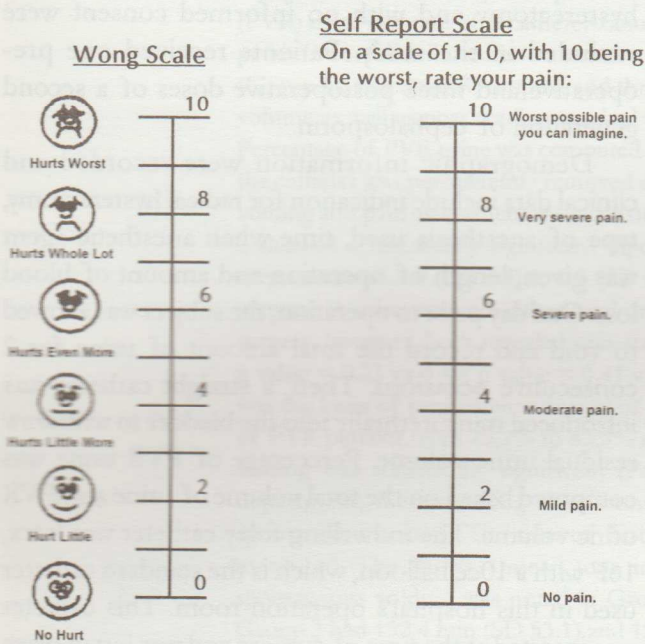 Wong Scale
10
Hurts Worst
8
Hurts Whole Lot
6
Hurts Even More
4
Hurts Little More
2
Hurt Little
0
No Hurt
Self Report Scale
On a scale of 1-10, with 10 being
the worst, rate your pain:
10 Worst possible pain
you can imagine.
8 Very severe pain.
6 Severe pain.
4 Moderate pain.
2 Mild pain.
0 No pain.